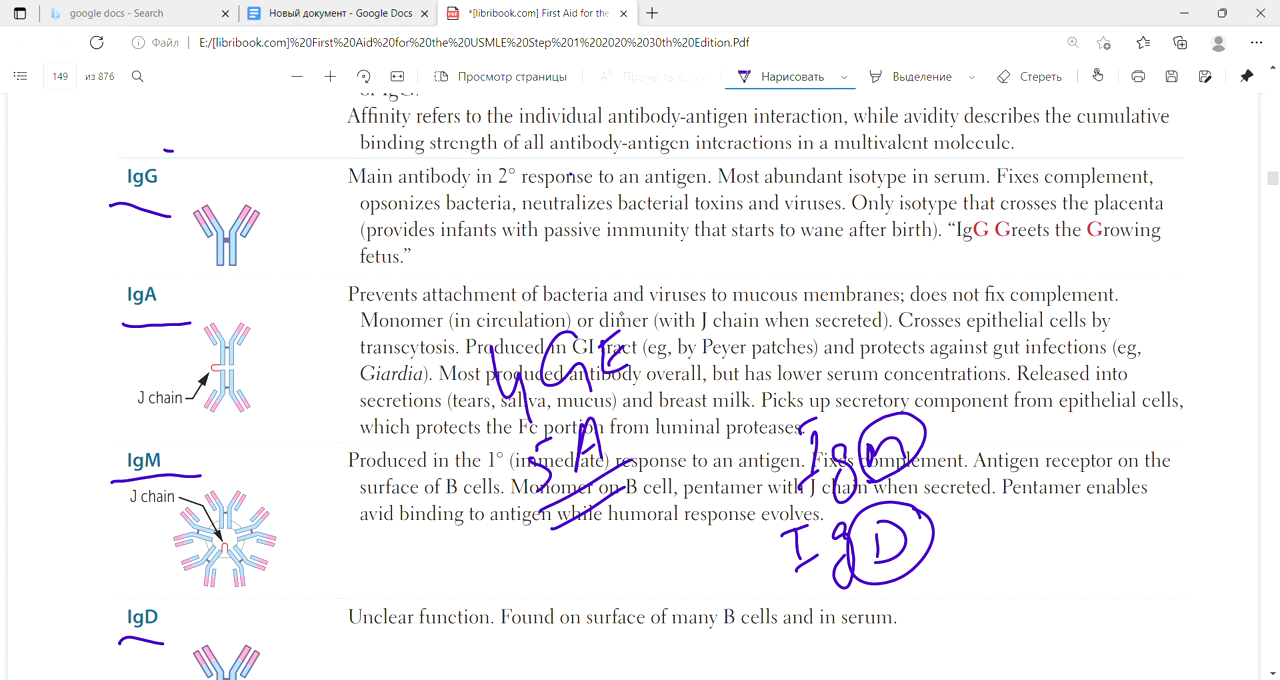 google docs - Search
Новый документ - Google Docs
*[libribook.com] First Aid for the
Файл
E:/[libribook.com]%20First%20Aid%20for%20the%20USMLE%20Step%201%202020%2030th%20Edition.Pdf
149 из 876
Просмотр страницы
Прочесть вслух
Нарисовать
Выделение
Стереть
of IgG.
Affinity refers to the individual antibody-antigen interaction, while avidity describes the cumulative
binding strength of all antibody-antigen interactions in a multivalent molecule.
IgG
Main antibody in 2° response to an antigen. Most abundant isotype in serum. Fixes complement,
opsonizes bacteria, neutralizes bacterial toxins and viruses. Only isotype that crosses the placenta
(provides infants with passive immunity that starts to wane after birth). “IgG Greets the Growing
fetus.”
IgA
Prevents attachment of bacteria and viruses to mucous membranes; does not fix complement.
Monomer (in circulation) or dimer (with J chain when secreted). Crosses epithelial cells by
transcytosis. Produced in GI tract (eg, by Peyer patches) and protects against gut infections (eg,
Giardia). Most produced antibody overall, but has lower serum concentrations. Released into
secretions (tears, saliva, mucus) and breast milk. Picks up secretory component from epithelial cells,
which protects the Fc portion from luminal proteases.
J chain
4 GE
5 A
IgM
Produced in the 1° (immediate) response to an antigen. Fixes complement. Antigen receptor on the
surface of B cells. Monomer on B cell, pentamer with J chain when secreted. Pentamer enables
avid binding to antigen while humoral response evolves.
J chain
Igm
IgD
IgD
Unclear function. Found on surface of many B cells and in serum.